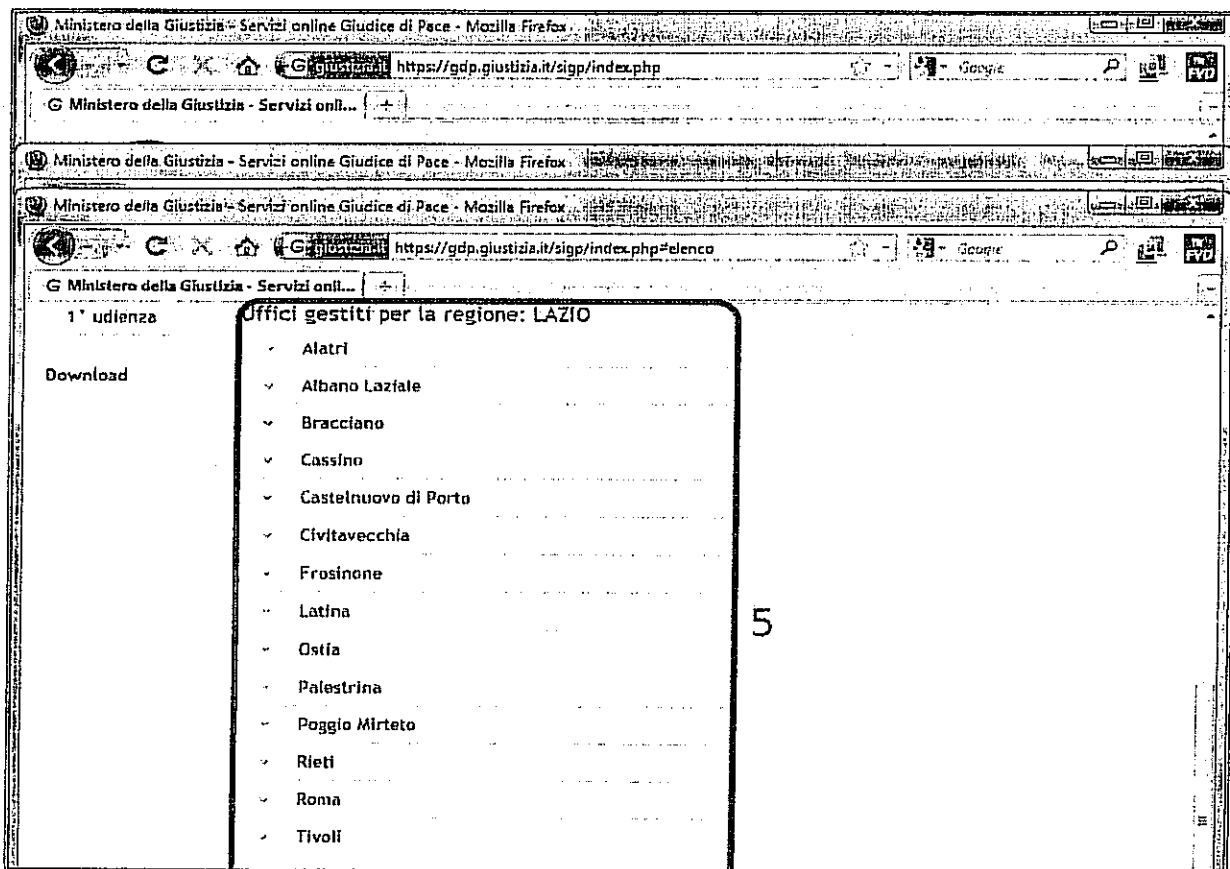 Ministero della Giustizia - Servizi online Giudice di Pace - Mozilla Firefox
giustizia.it https://gdp.giustizia.it/sigp/index.php Google
Ministero della Giustizia - Servizi onli...
Ministero della Giustizia - Servizi online Giudice di Pace - Mozilla Firefox
Ministero della Giustizia - Servizi online Giudice di Pace - Mozilla Firefox
giustizia.it https://gdp.giustizia.it/sigp/index.php#elenco Google
Ministero della Giustizia - Servizi onli...
1° udienza
Download
Uffici gestiti per la regione: LAZIO
Alatri
Albano Laziale
Bracciano
Cassino
Castelnuovo di Porto
Civitavecchia
Frosinone
Latina
Ostia
Palestrina
Poggio Mirteto
Rieti
Roma
Tivoli
5